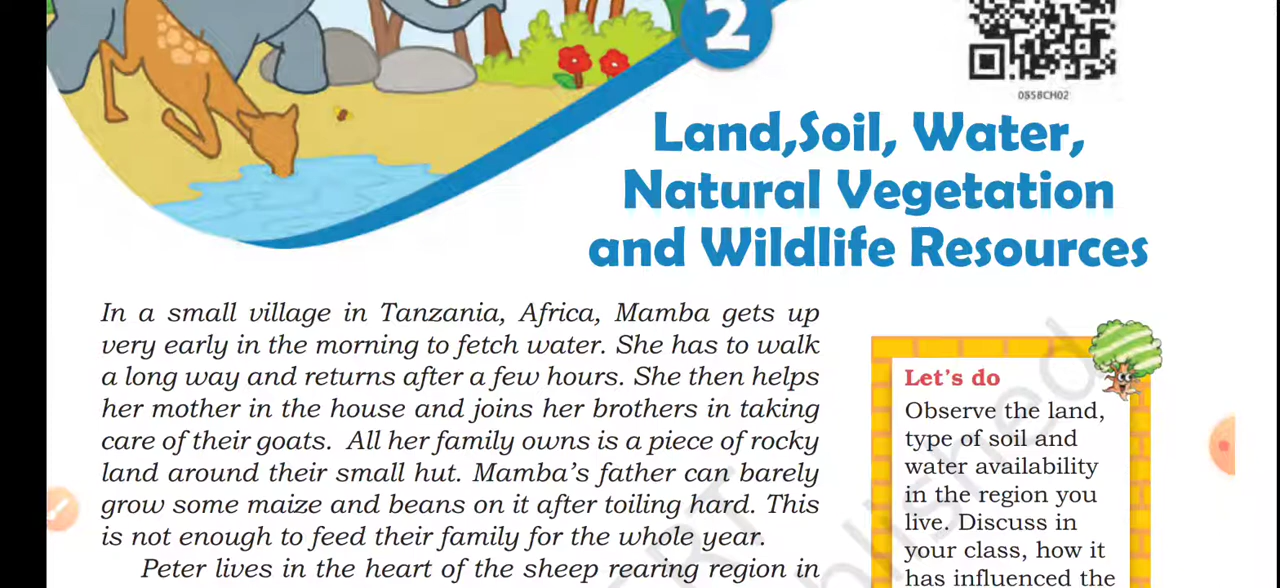 2
0858CH02
Land,Soil, Water,
Natural Vegetation
and Wildlife Resources
In a small village in Tanzania, Africa, Mamba gets up
very early in the morning to fetch water. She has to walk
a long way and returns after a few hours. She then helps
her mother in the house and joins her brothers in taking
care of their goats. All her family owns is a piece of rocky
land around their small hut. Mamba's father can barely
grow some maize and beans on it after toiling hard. This
is not enough to feed their family for the whole year.
Peter lives in the heart of the sheep rearing region in
Let's do
Observe the land,
type of soil and
water availability
in the region you
live. Discuss in
your class, how it
has influenced the